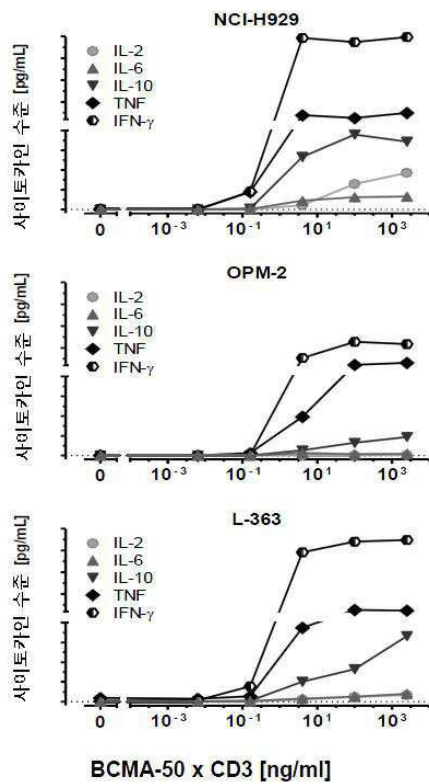 NCI-H929
IL-2
IL-6
IL-10
TNF
IFN-γ
사이토카인 수준 [pg/mL]
0 10-3 10-1 101 103
OPM-2
IL-2
IL-6
IL-10
TNF
IFN-γ
사이토카인 수준 [pg/mL]
0 10-3 10-1 101 103
L-363
IL-2
IL-6
IL-10
TNF
IFN-γ
사이토카인 수준 [pg/mL]
0 10-3 10-1 101 103
BCMA-50 x CD3 [ng/ml]